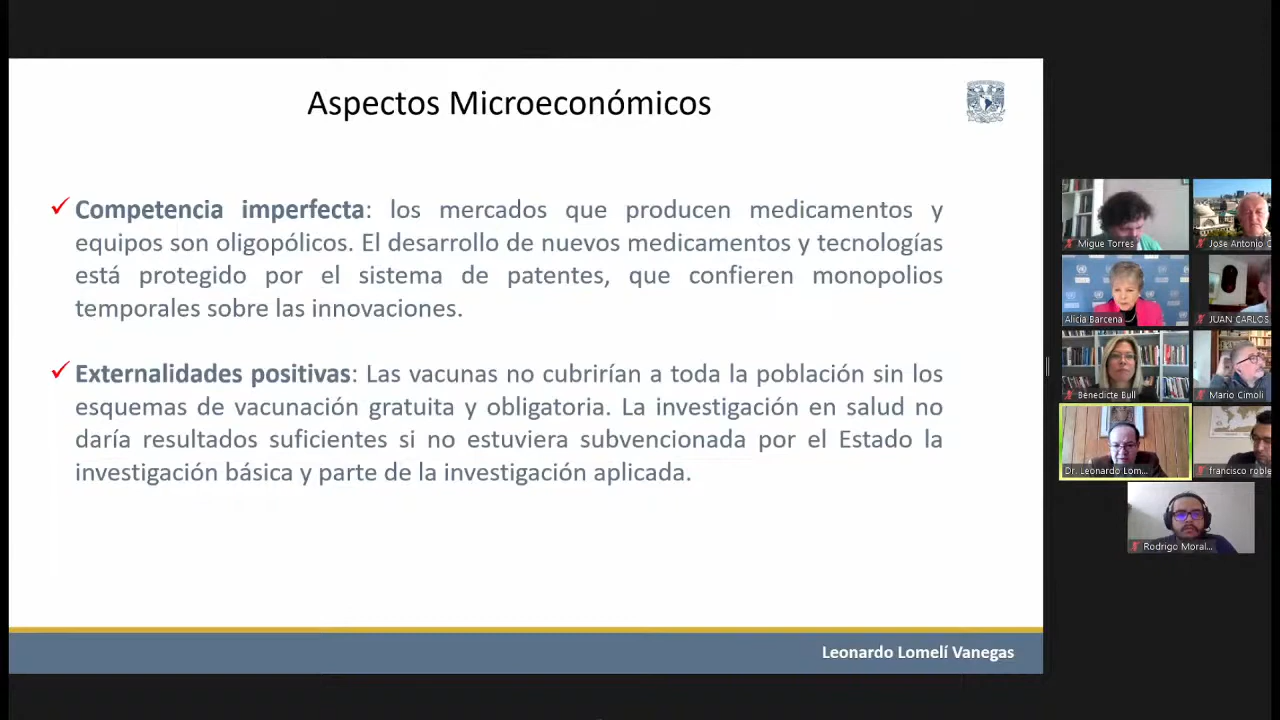 Aspectos Microeconómicos
Competencia imperfecta: los mercados que producen medicamentos y
equipos son oligopólicos. El desarrollo de nuevos medicamentos y tecnologías
está protegido por el sistema de patentes, que confieren monopolios
temporales sobre las innovaciones.
Externalidades positivas: Las vacunas no cubrirían a toda la población sin los
esquemas de vacunación gratuita y obligatoria. La investigación en salud no
daría resultados suficientes si no estuviera subvencionada por el Estado la
investigación básica y parte de la investigación aplicada.
Leonardo Lomelí Vanegas
Migue Torres
Jose Antonio
Alicia Barcena
JUAN CARLOS
Benedicte Bull
Mario Cimoli
Dr. Leonardo Lom...
francisco roble
Rodrigo Moral...